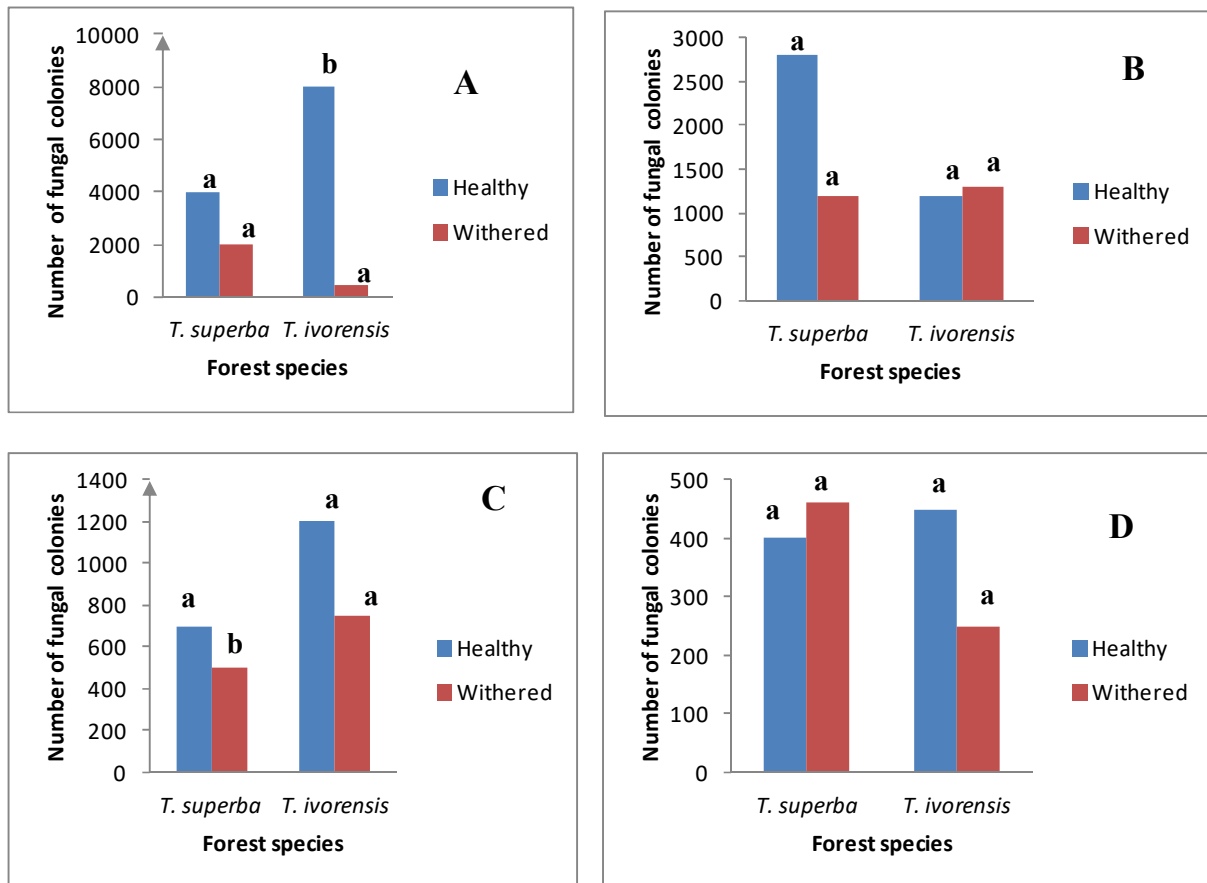 A
Number of fungal colonies
10000
8000
6000
4000
2000
0
a
a
b
a
T. superba
T. ivorensis
Forest species
Healthy
Withered
B
Number of fungal colonies
3000
2500
2000
1500
1000
500
0
a
a
a
a
T. superba
T. ivorensis
Forest species
Healthy
Withered
C
Number of fungal colonies
1400
1200
1000
800
600
400
200
0
a
b
a
a
T. superba
T. ivorensis
Forest species
Healthy
Withered
D
Number of fungal colonies
500
400
300
200
100
0
a
a
a
a
T. superba
T. ivorensis
Forest species
Healthy
Withered